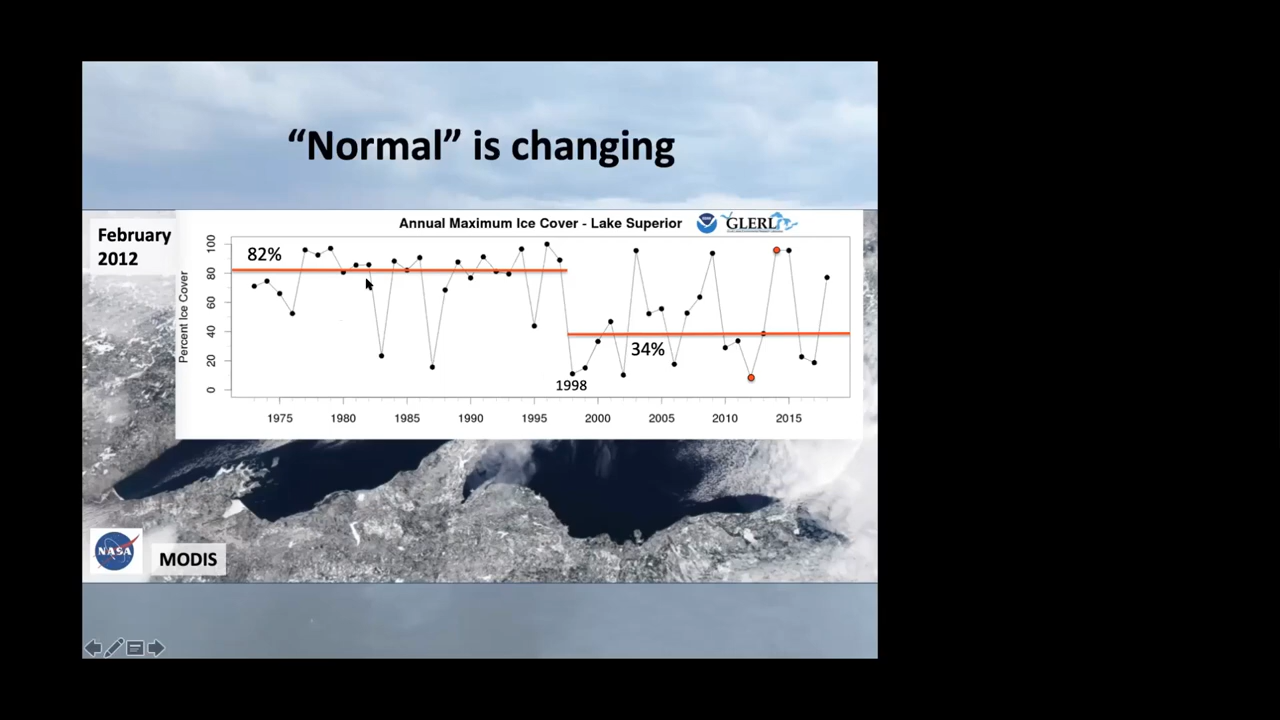 “Normal” is changing
February
2012
Annual Maximum Ice Cover - Lake Superior
GLERL
Percent Ice Cover
100
80
60
40
20
0
82%
34%
1998
1975 1980 1985 1990 1995 2000 2005 2010 2015
NASA
MODIS